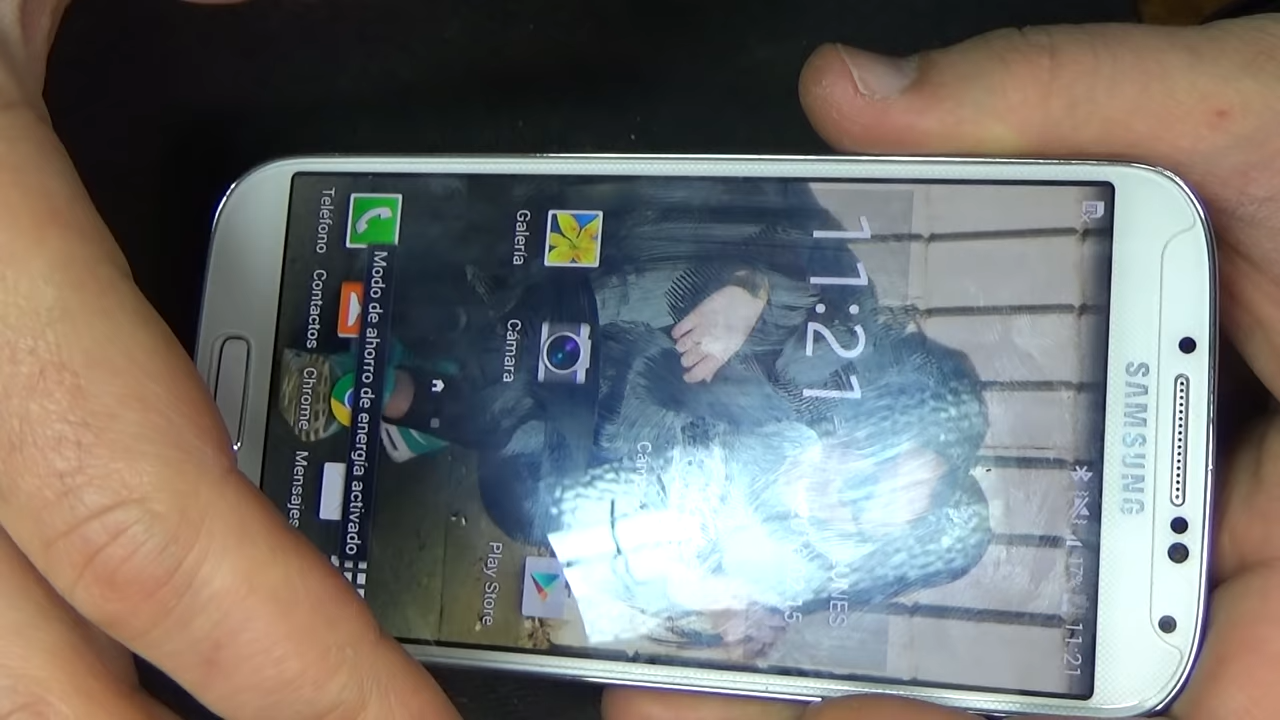 SAMSUNG
17% 11:21
11:21
Galería
Cámara
Play Store
Modo de ahorro de energía activado
Teléfono
Contactos
Chrome
Mensajes